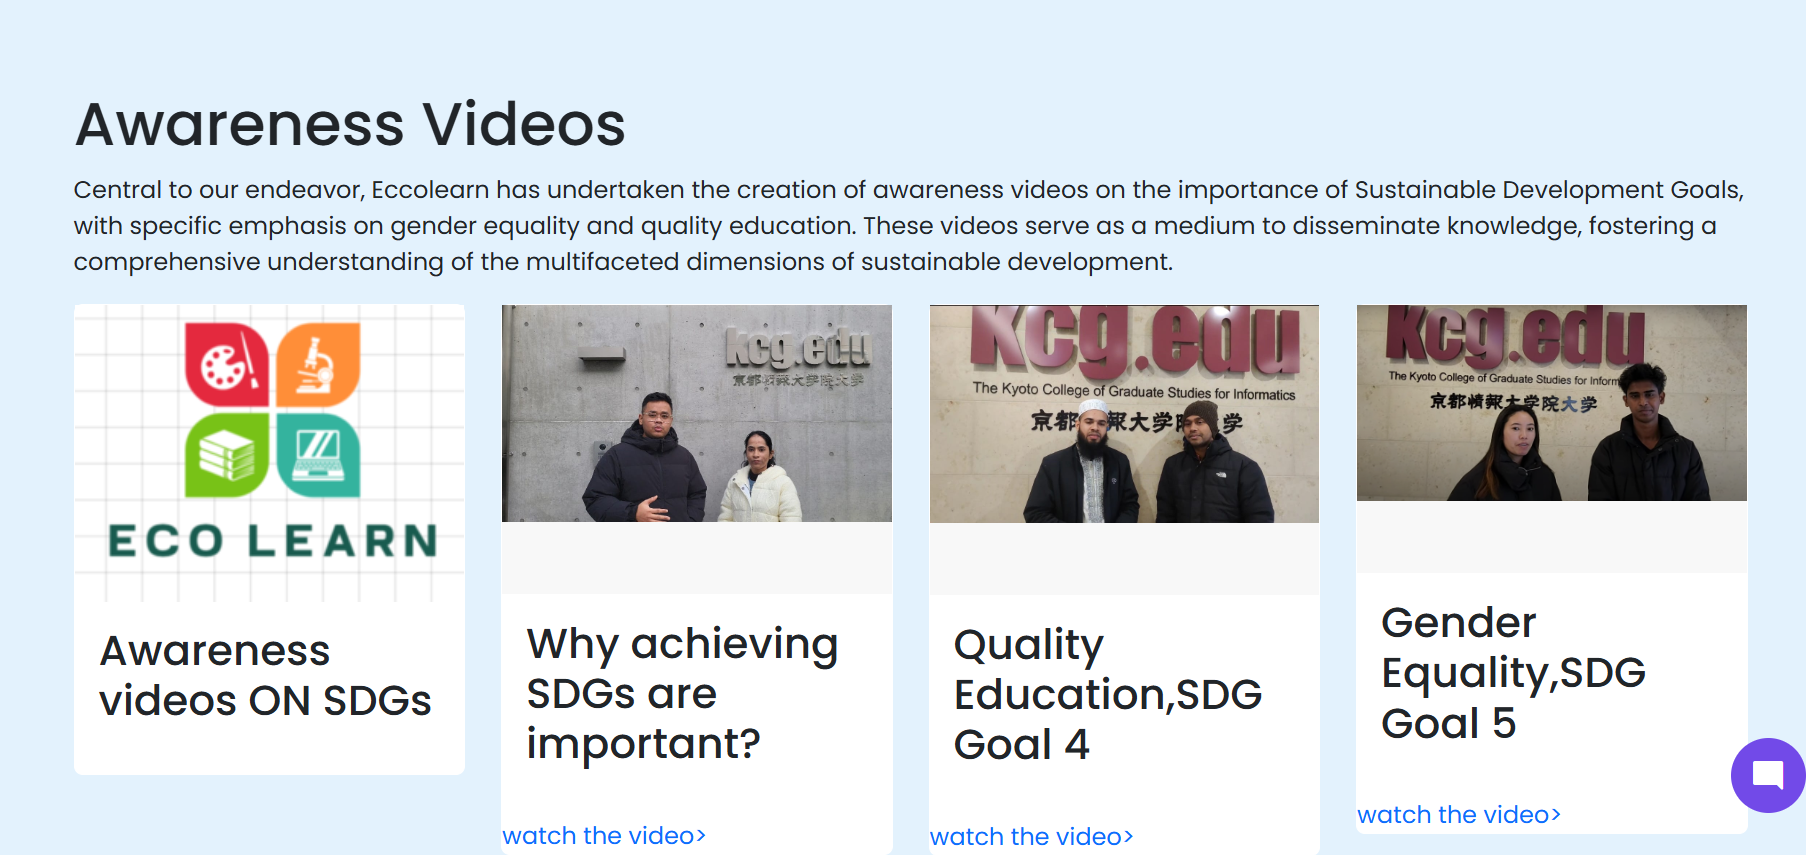 Awareness Videos
Central to our endeavor, Eccolearn has undertaken the creation of awareness videos on the importance of Sustainable Development Goals,
with specific emphasis on gender equality and quality education. These videos serve as a medium to disseminate knowledge, fostering a
comprehensive understanding of the multifaceted dimensions of sustainable development.
ECO LEARN
Awareness
videos ON SDGs
kcg.edu
京都情報大学院大学
Why achieving
SDGs are
important?
watch the video>
kcg.edu
The Kyoto College of Graduate Studies for Informatics
京都 報大学 学
Quality
Education,SDG
Goal 4
watch the video>
kcg.edu
The Kyoto College of Graduate Studies for Inform
京都情報大学院大学
Gender
Equality,SDG
Goal 5
watch the video>